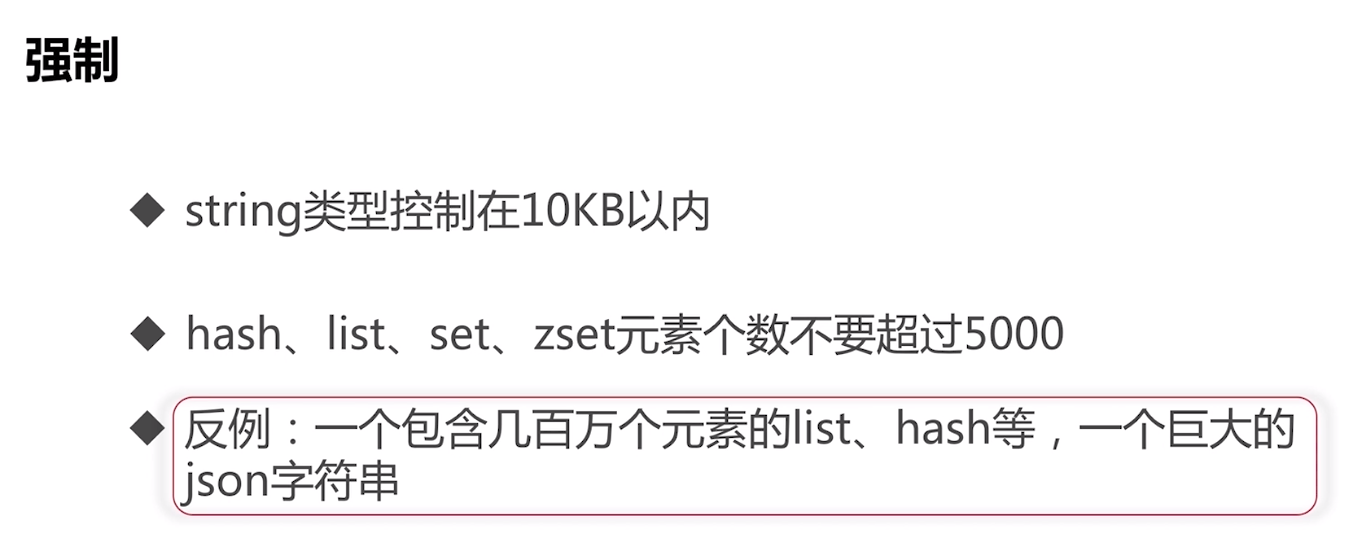 强制
◆ string类型控制在10KB以内
◆ hash、list、set、zset元素个数不要超过5000
◆ 反例：一个包含几百万个元素的list、hash等，一个巨大的
json字符串